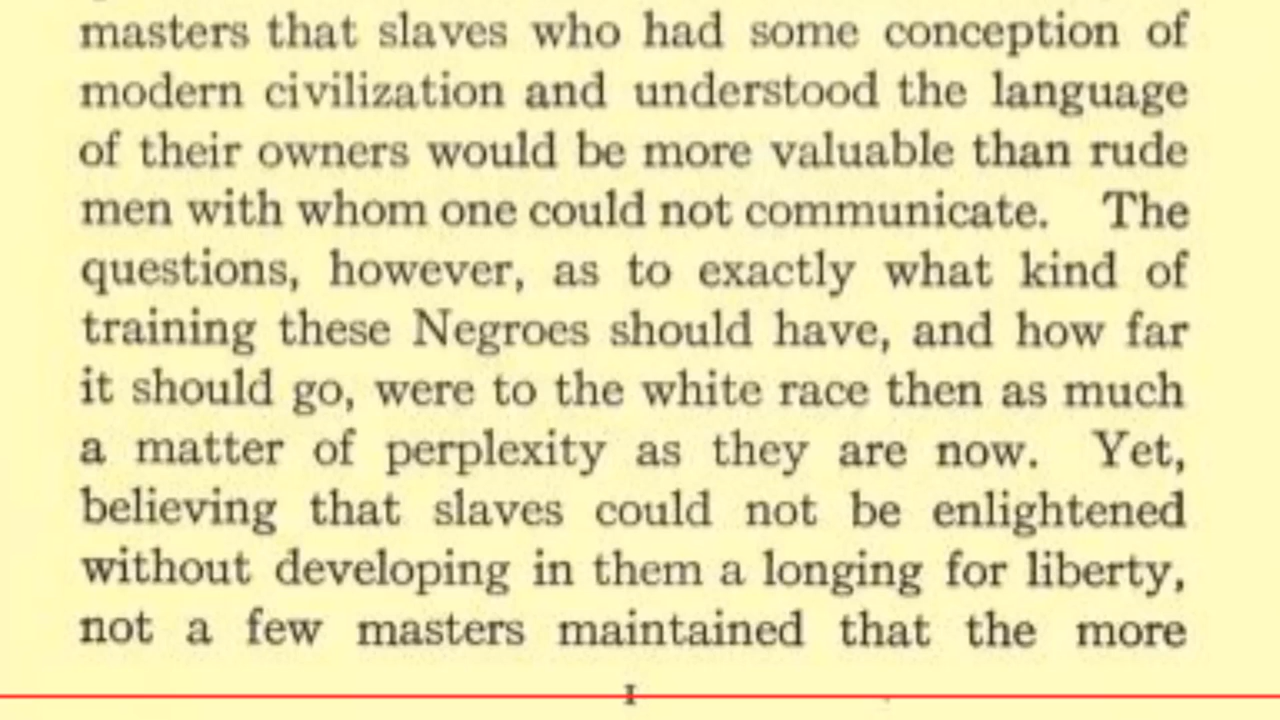 masters that slaves who had some conception of
modern civilization and understood the language
of their owners would be more valuable than rude
men with whom one could not communicate. The
questions, however, as to exactly what kind of
training these Negroes should have, and how far
it should go, were to the white race then as much
a matter of perplexity as they are now. Yet,
believing that slaves could not be enlightened
without developing in them a longing for liberty,
not a few masters maintained that the more
I